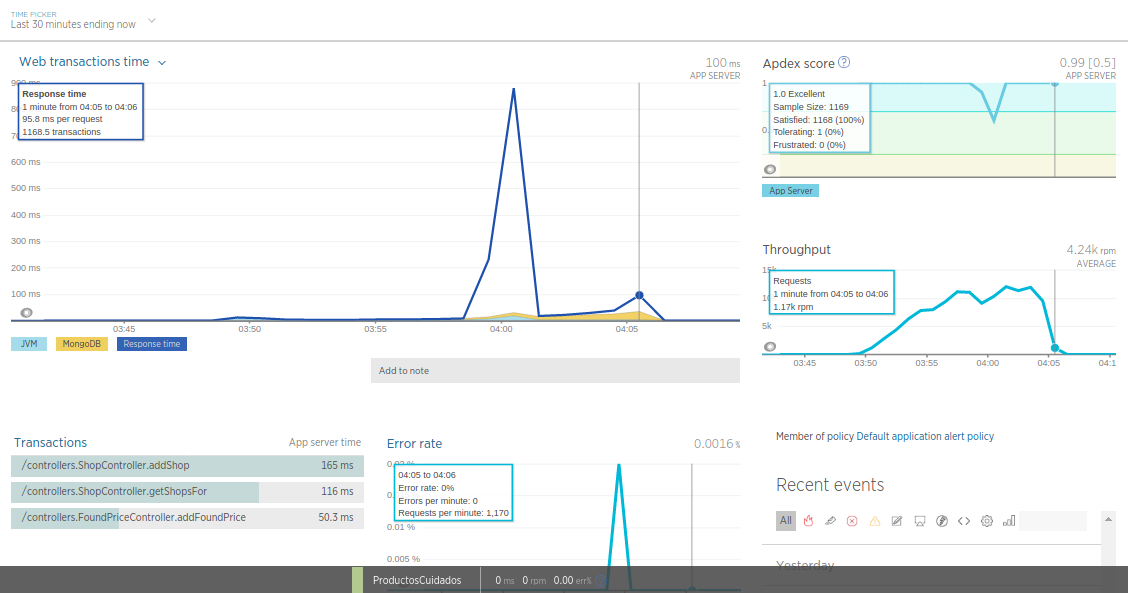 TIME PICKER
Last 30 minutes ending now
Web transactions time
100 ms
APP SERVER
Response time
1 minute from 04:05 to 04:06
95.8 ms per request
1168.5 transactions
600 ms
500 ms
400 ms
300 ms
200 ms
100 ms
03:45 03:50 03:55 04:00 04:05
JVM MongoDB Response time
Add to note
Apdex score ?
0.99 [0.5]
APP SERVER
1
1.0 Excellent
Sample Size: 1169
Satisfied: 1168 (100%)
Tolerating: 1 (0%)
Frustrated: 0 (0%)
App Server
Throughput
4.24k rpm
AVERAGE
Requests
1 minute from 04:05 to 04:06
1.17k rpm
5k
03:45 03:50 03:55 04:00 04:05 04:1
Transactions
App server time
/controllers.ShopController.addShop 165 ms
/controllers.ShopController.getShopsFor 116 ms
/controllers.FoundPriceController.addFoundPrice 50.3 ms
Error rate
0.0016 %
04:05 to 04:06
Error rate: 0%
Errors per minute: 0
Requests per minute: 1,170
0.01 %
0.005 %
Member of policy Default application alert policy
Recent events
All
Yesterday
ProductosCuidados 0 ms 0 rpm 0.00 err%